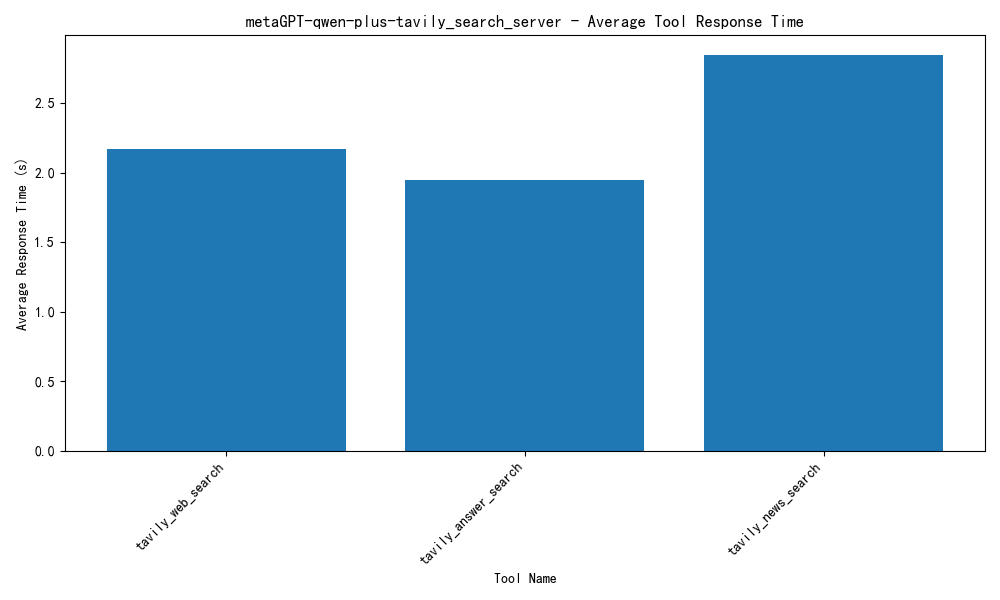 metaGPT-qwen-plus-tavily_search_server - Average Tool Response Time
Average Response Time (s)
2.5
2.0
1.5
1.0
0.5
0.0
tavily_web_search
tavily_answer_search
tavily_news_search
Tool Name